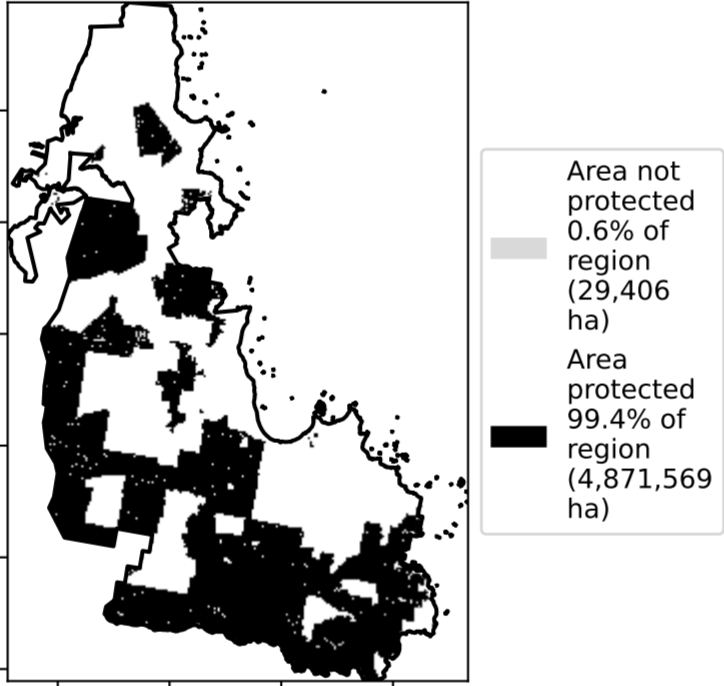 Area not
protected
0.6% of
region
(29,406
ha)
Area
protected
99.4% of
region
(4,871,569
ha)